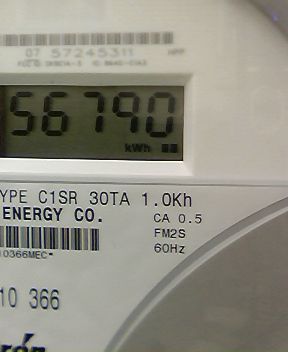 07 57245311
56790
kWh
YPE C1SR 30TA 1.0Kh
ENERGY CO.
CA 0.5
FM2S
60Hz
10366MEC*
10 366